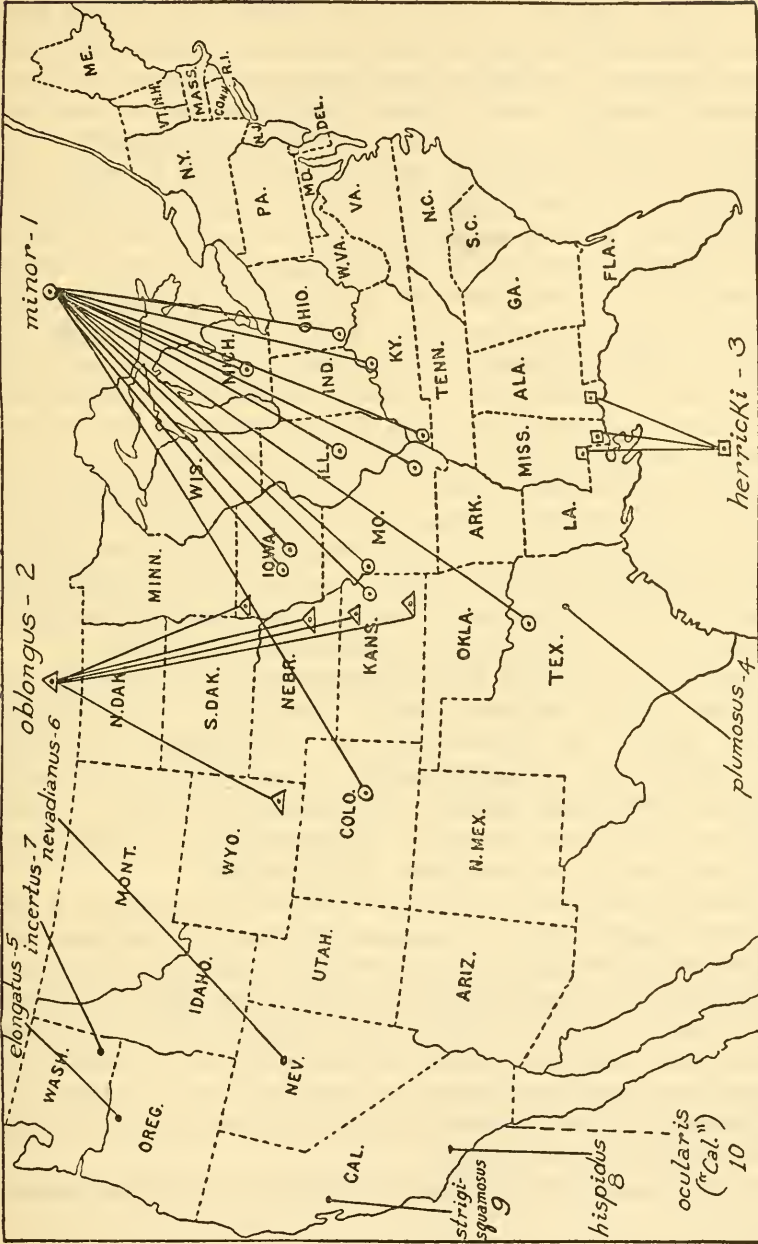 elongatus-5
incertus-7
nevadianus-6
oblongus - 2
minor - 1
WASH.
MONT.
N.DAK.
MINN.
ME.
OREG.
IDAHO.
WYO.
S.DAK.
WIS.
MICH.
N.Y.
VT.
N.H.
MASS.
CONN.
R.I.
NEV.
UTAH.
COLO.
NEBR.
IOWA.
ILL.
IND.
OHIO.
PA.
N.J.
MD.
DEL.
CAL.
ARIZ.
N.MEX.
KANS.
MO.
KY.
W.VA.
VA.
OKLA.
ARK.
TENN.
N.C.
S.C.
TEX.
LA.
MISS.
ALA.
GA.
FLA.
strigi-
squamosus
9
hispidus
8
ocularis
("Cal.")
10
plumosus-4
herricki - 3